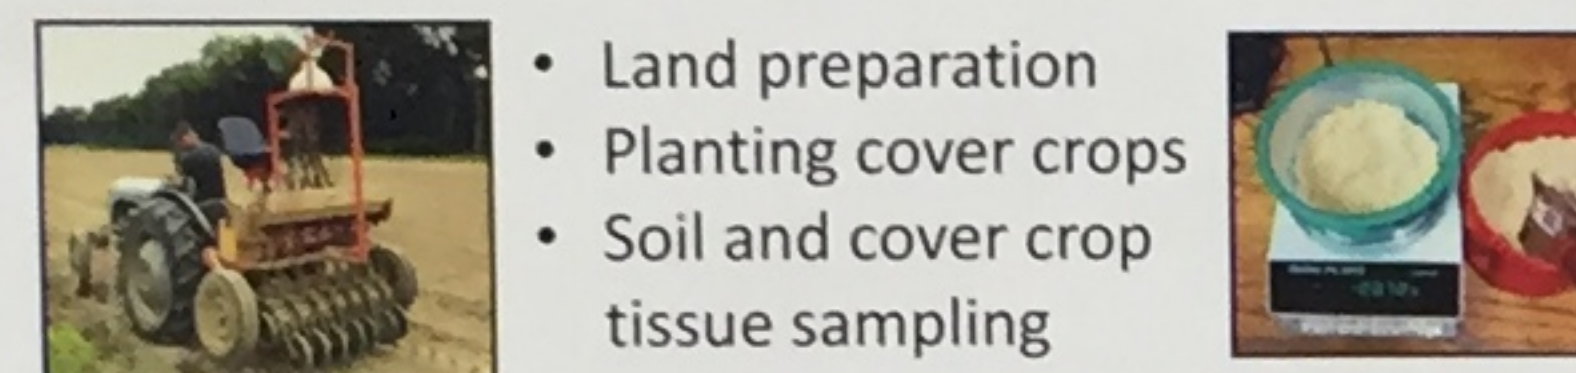 • Land preparation
• Planting cover crops
• Soil and cover crop
tissue sampling